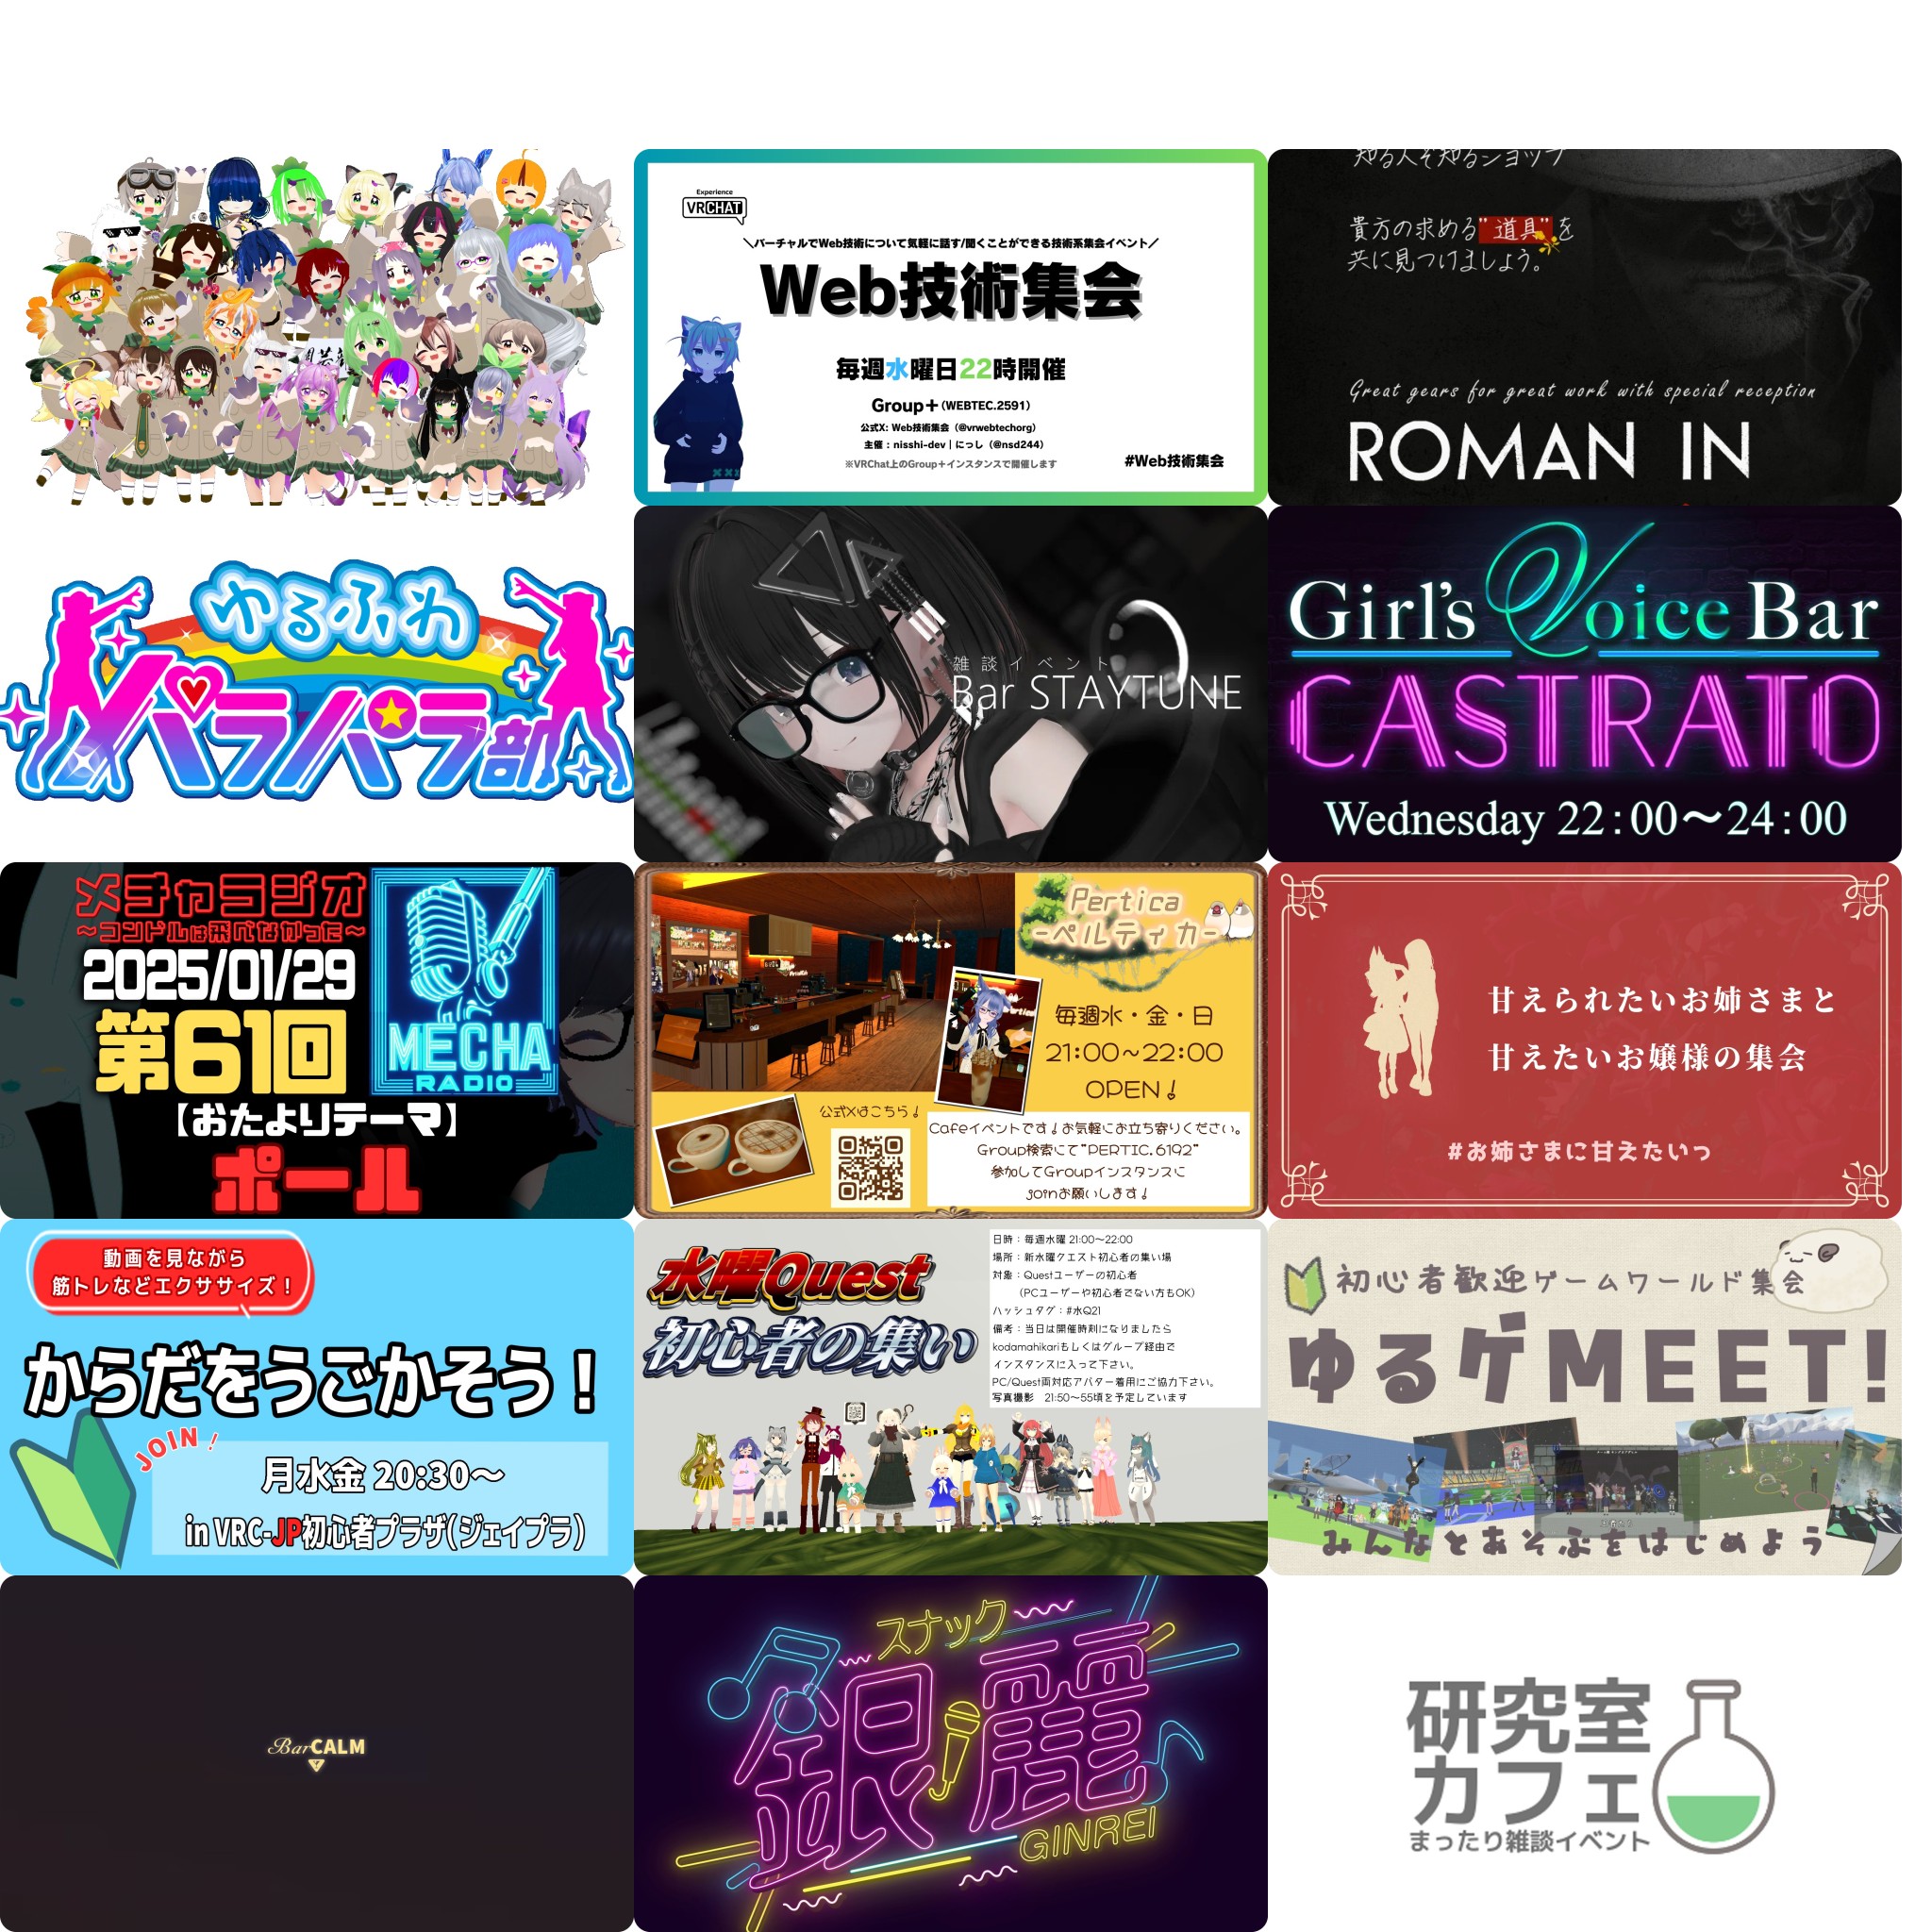 Experience
VRCHAT
＼バーチャルでWeb技術について気軽に話す/聞くことができる技術系集会イベント／
Web技術集会
毎週水曜日22時開催
Group＋(WEBTEC.2591)
公式X: Web技術集会（@vrwebtechorg）
主催：nisshi-dev｜にっし（@nsd244）
※VRChat上のGroup＋インスタンスで開催します
#Web技術集会
知る人ぞ知るショップ
貴方の求める"道具"を
共に見つけましょう。
Great gears for great work with special reception
ROMAN IN
ゆるふわ
パラパラ部
雑談イベント
Bar STAYTUNE
Girl's Voice Bar
CASTRATO
Wednesday 22:00〜24:00
メチャラジオ
〜コンドルは飛べなかった〜
2025/01/29
第61回
【おたよりテーマ】
ポール
MECHA
RADIO
Pertica
-ペルティカ-
毎週水・金・日
21:00〜22:00
OPEN！
公式Xはこちら！
Cafeイベントです！お気軽にお立ち寄りください。
Group検索にて"PERTIC.6192"
参加してGroupインスタンスに
joinお願いします！
甘えられたいお姉さまと
甘えたいお嬢様の集会
#お姉さまに甘えたいっ
動画を見ながら
筋トレなどエクササイズ！
からだをうごかそう！
JOIN！
月水金 20:30〜
in VRC-JP初心者プラザ(ジェイプラ)
水曜Quest
初心者の集い
日時：毎週水曜 21:00〜22:00
場所：新水曜クエスト初心者の集い場
対象：Questユーザーの初心者
（PCユーザーや初心者でない方もOK）
ハッシュタグ：#水Q21
備考：当日は開催時刻になりましたら
kodamahikariもしくはグループ経由で
インスタンスに入って下さい。
PC/Quest両対応アバター着用にご協力下さい。
写真撮影　21:50〜55頃を予定しています
初心者歓迎ゲームワールド集会
ゆるゲMEET!
みんなとあそぶをはじめよう
BarCALM
スナック
銀麗
GINREI
研究室
カフェ
まったり雑談イベント